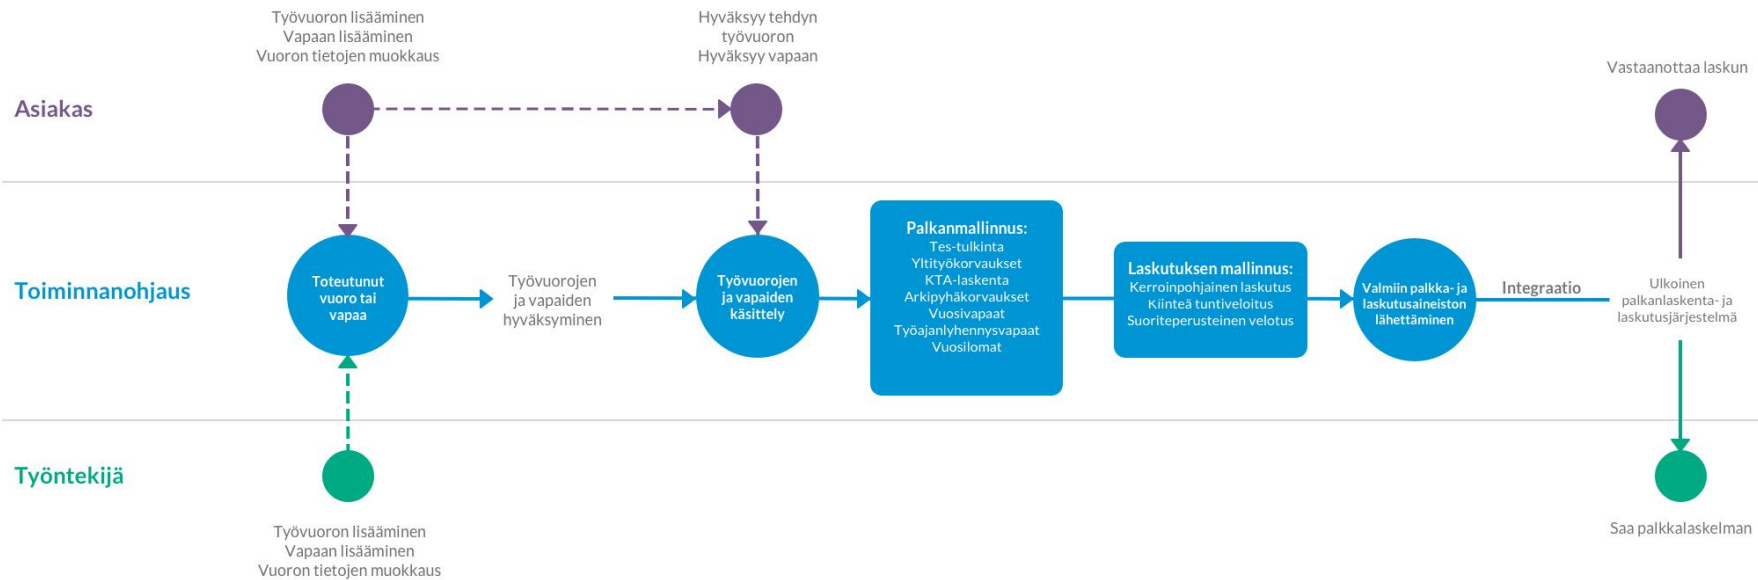 Työvuoron lisääminen
Vapaan lisääminen
Vuoron tietojen muokkaus
Hyväksyy tehdyn
työvuoron
Hyväksyy vapaan
Vastaanottaa laskun
Asiakas
Toiminnanohjaus
Toteutunut
vuoro tai
vapaa
Työvuorojen
ja vapaiden
hyväksyminen
Työvuorojen
ja vapaiden
käsittely
Palkanmallinnus:
Tes-tulkinta
Yltityökorvaukset
KTA-laskenta
Arkipyhäkorvaukset
Vuosivapaat
Työajanlyhennysvapaat
Vuosilomat
Laskutuksen mallinnus:
Kerroinpohjainen laskutus
Kiinteä tuntiveloitus
Suoriteperusteinen velotus
Valmiin palkka- ja
laskutusaineiston
lähettäminen
Integraatio
Ulkoinen
palkanlaskenta- ja
laskutusjärjestelmä
Työntekijä
Työvuoron lisääminen
Vapaan lisääminen
Vuoron tietojen muokkaus
Saa palkkalaskelman